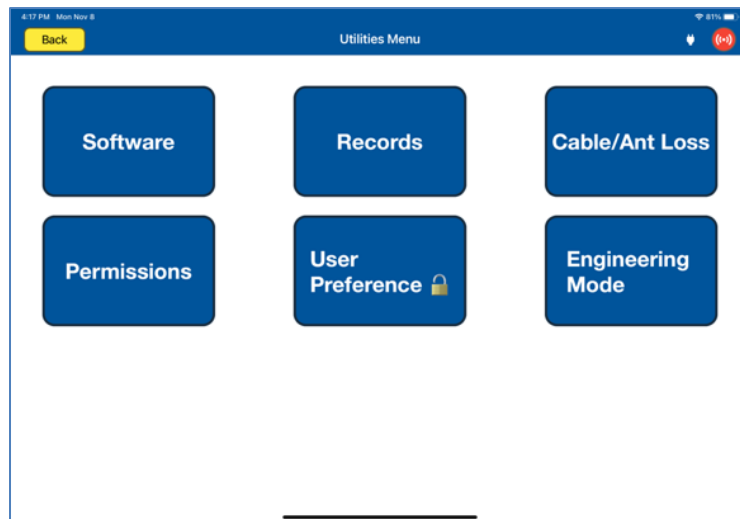 4:17 PM Mon Nov 8
81%
Back
Utilities Menu
Software
Records
Cable/Ant Loss
Permissions
User
Preference
Engineering
Mode